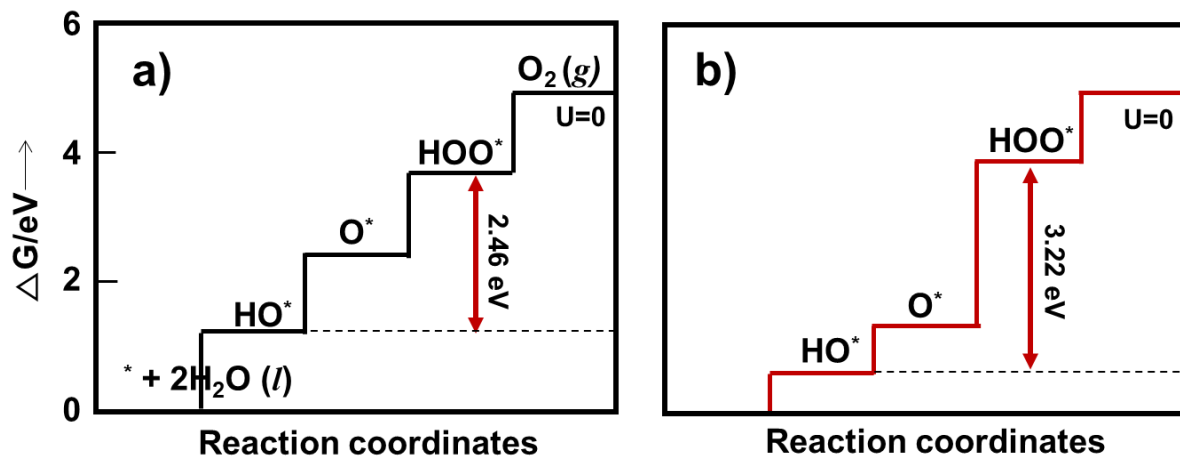 a)
6
4
2
0
△G/eV ⟶
O₂ (g)
U=0
HOO*
2.46 eV
O*
HO*
* + 2H₂O (l)
Reaction coordinates
b)
U=0
HOO*
3.22 eV
O*
HO*
Reaction coordinates